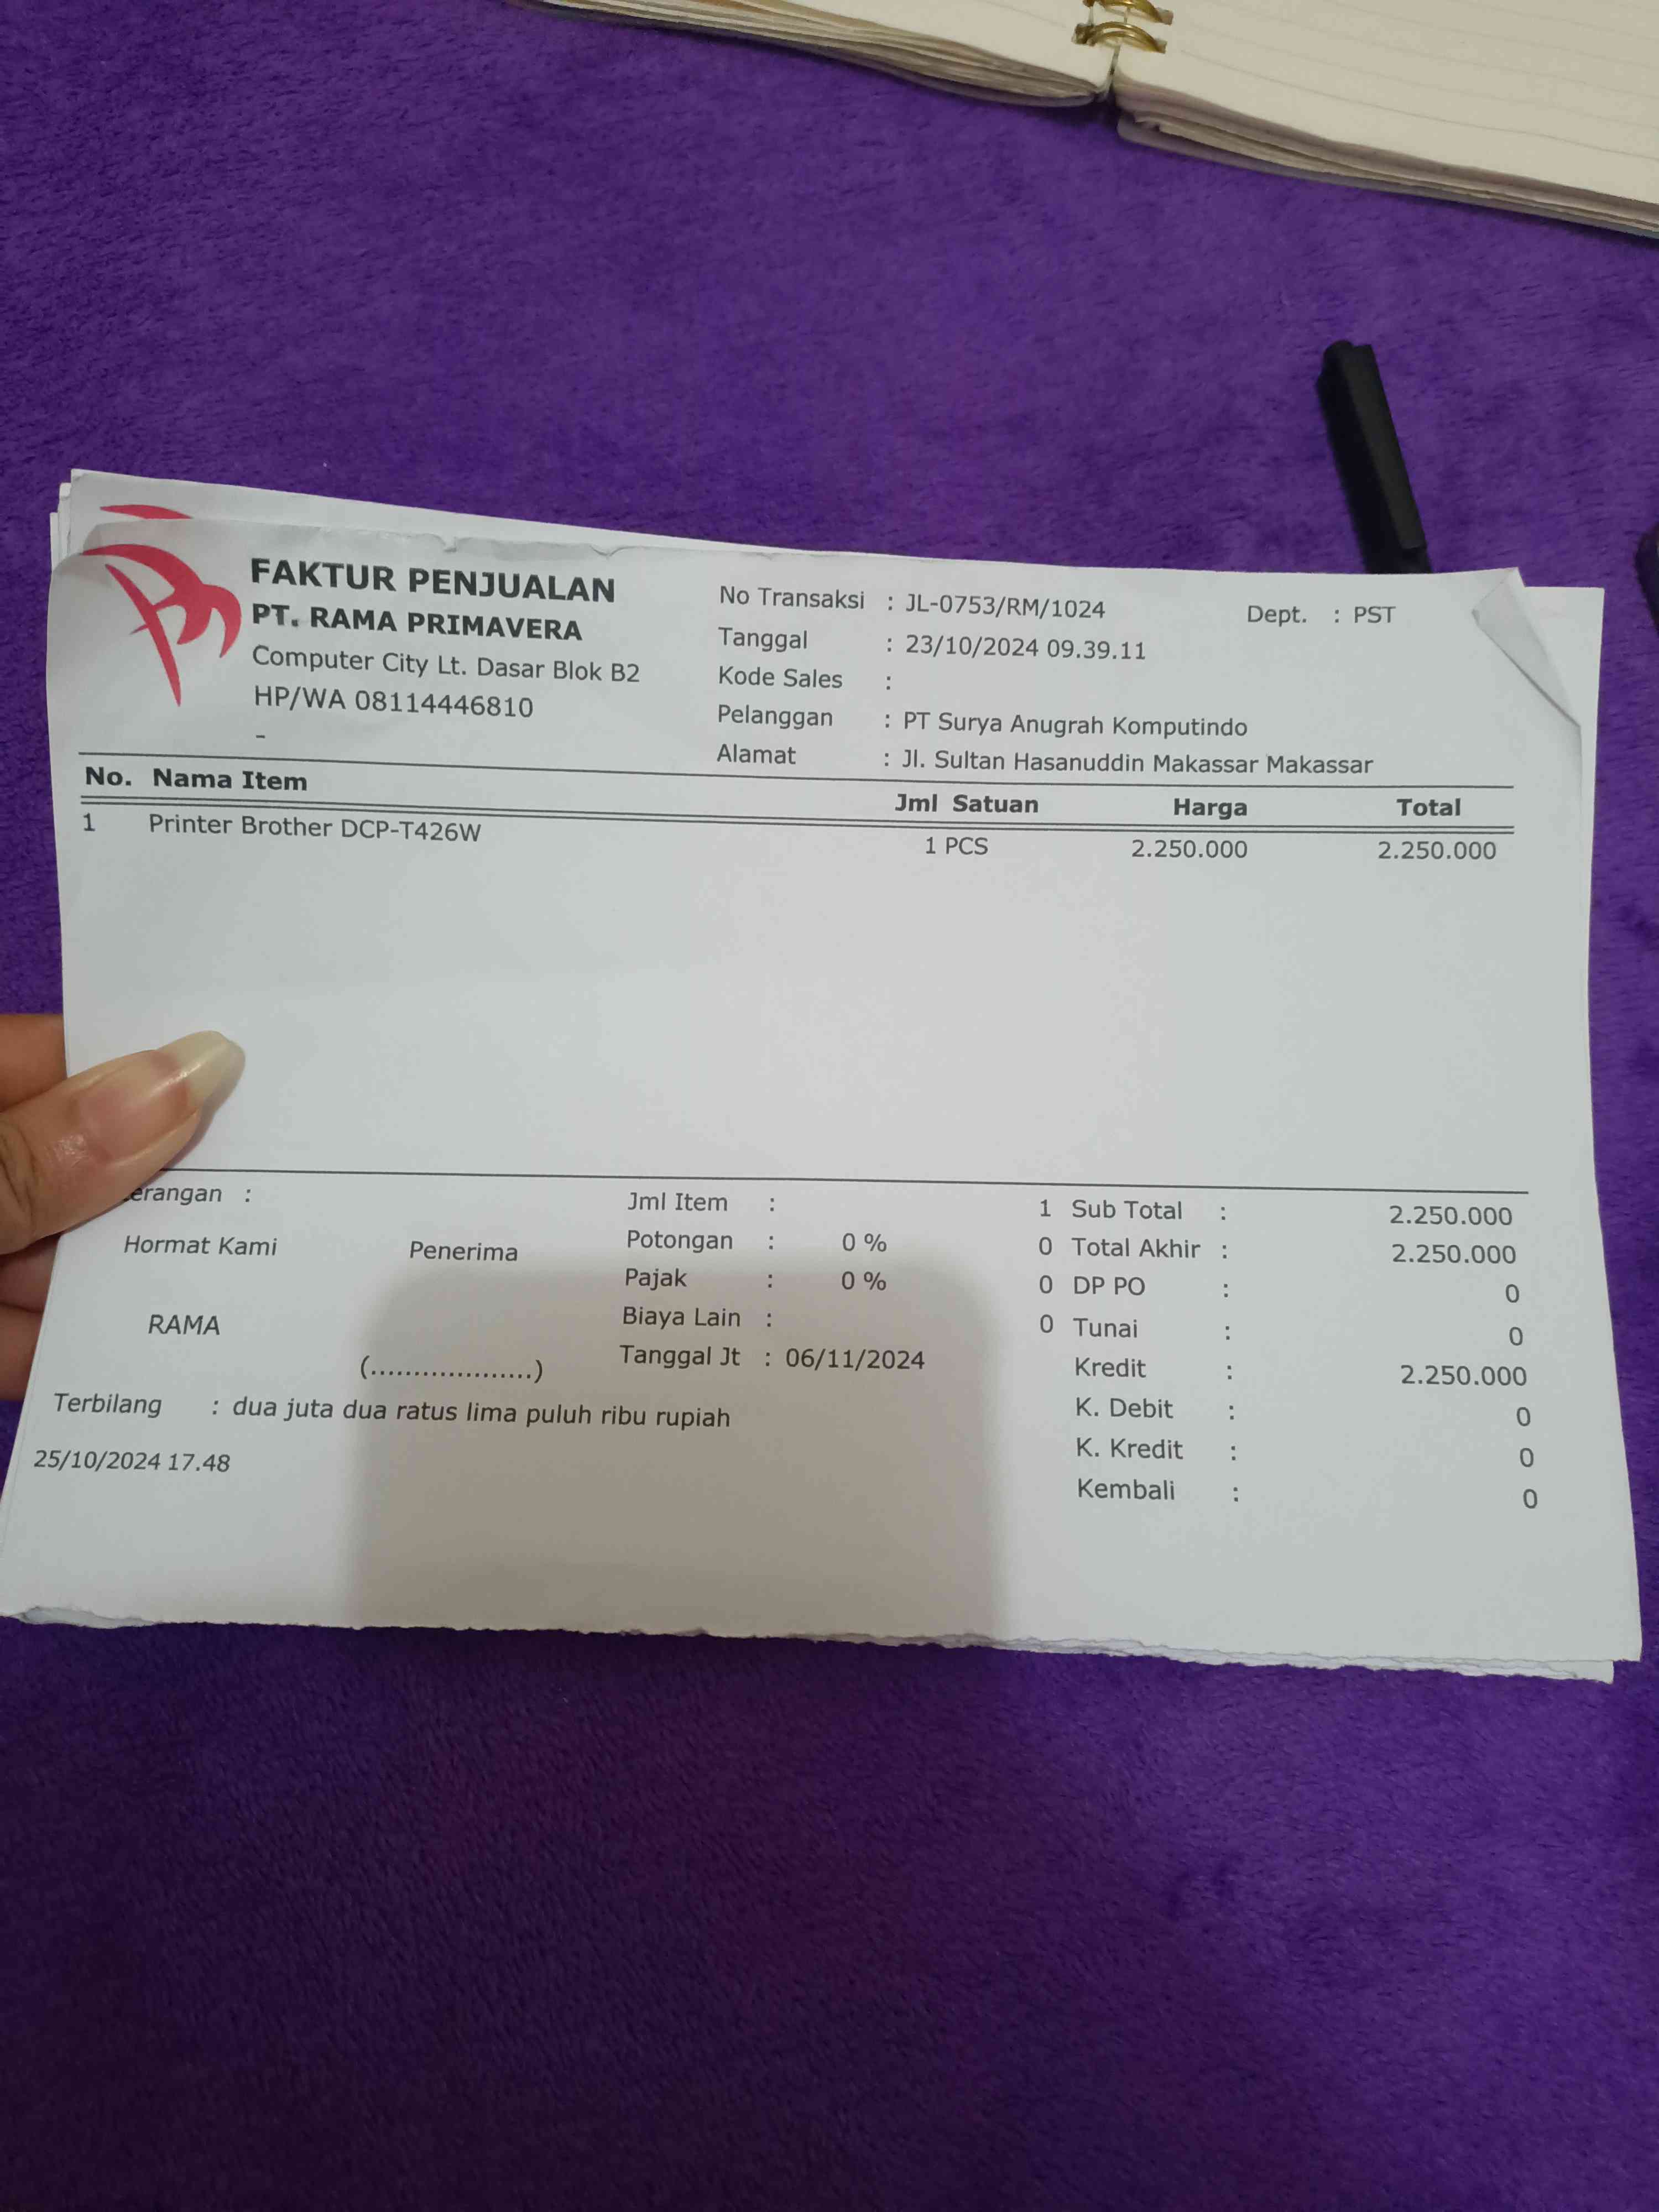 FAKTUR PENJUALAN
PT. RAMA PRIMAVERA
Computer City Lt. Dasar Blok B2
HP/WA 08114446810
-
No Transaksi : JL-0753/RM/1024 Dept. : PST
Tanggal : 23/10/2024 09.39.11
Kode Sales :
Pelanggan : PT Surya Anugrah Komputindo
Alamat : Jl. Sultan Hasanuddin Makassar Makassar
No. Nama Item Jml Satuan Harga Total
1 Printer Brother DCP-T426W 1 PCS 2.250.000 2.250.000
erangan :
Hormat Kami Penerima
RAMA
(...................)
Jml Item : 1
Potongan : 0 % 0
Pajak : 0 % 0
Biaya Lain : 0
Tanggal Jt : 06/11/2024
Sub Total : 2.250.000
Total Akhir : 2.250.000
DP PO : 0
Tunai : 0
Kredit : 2.250.000
K. Debit : 0
K. Kredit : 0
Kembali : 0
Terbilang : dua juta dua ratus lima puluh ribu rupiah
25/10/2024 17.48